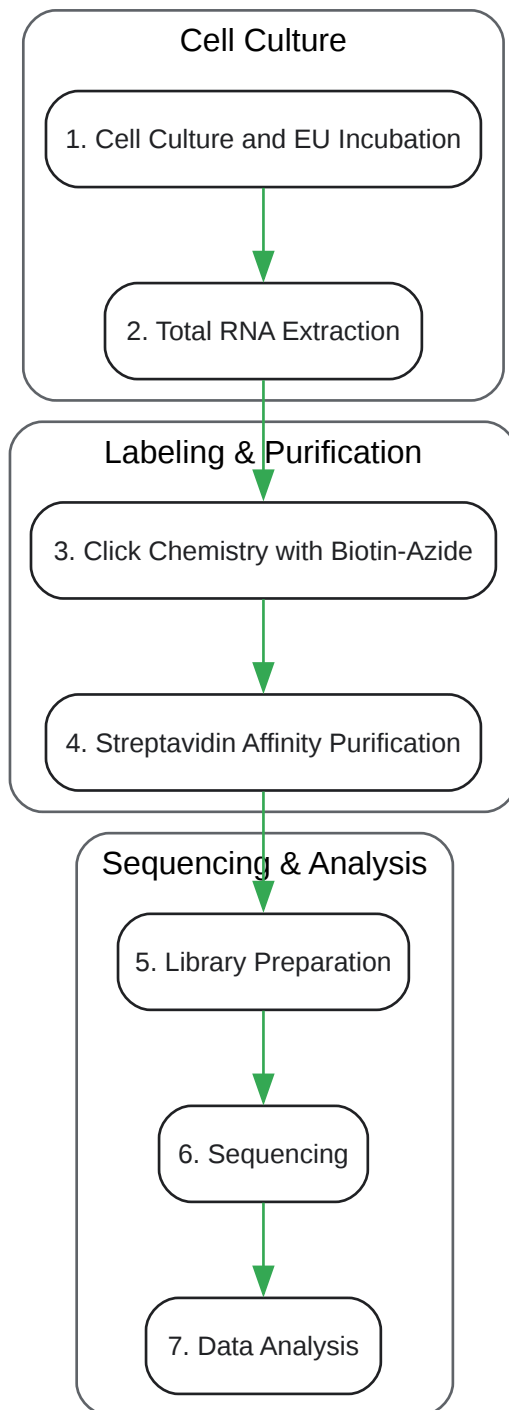 Cell Culture
1. Cell Culture and EU Incubation
2. Total RNA Extraction
Labeling & Purification
3. Click Chemistry with Biotin-Azide
4. Streptavidin Affinity Purification
Sequencing & Analysis
5. Library Preparation
6. Sequencing
7. Data Analysis